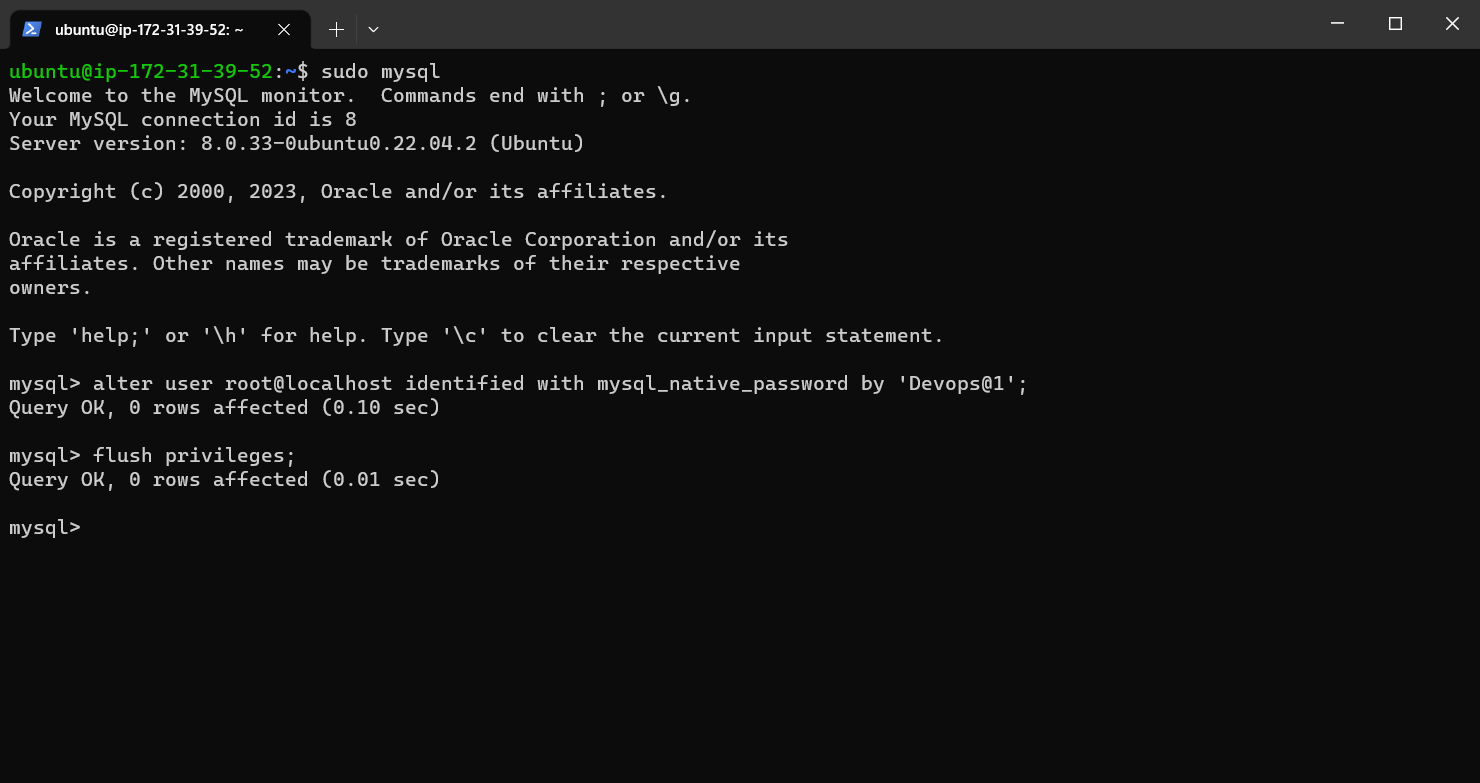 ubuntu@ip-172-31-39-52: ~
ubuntu@ip-172-31-39-52:~$ sudo mysql
Welcome to the MySQL monitor.  Commands end with ; or \g.
Your MySQL connection id is 8
Server version: 8.0.33-0ubuntu0.22.04.2 (Ubuntu)
Copyright (c) 2000, 2023, Oracle and/or its affiliates.
Oracle is a registered trademark of Oracle Corporation and/or its
affiliates. Other names may be trademarks of their respective
owners.
Type 'help;' or '\h' for help. Type '\c' to clear the current input statement.
mysql> alter user root@localhost identified with mysql_native_password by 'Devops@1';
Query OK, 0 rows affected (0.10 sec)
mysql> flush privileges;
Query OK, 0 rows affected (0.01 sec)
mysql>